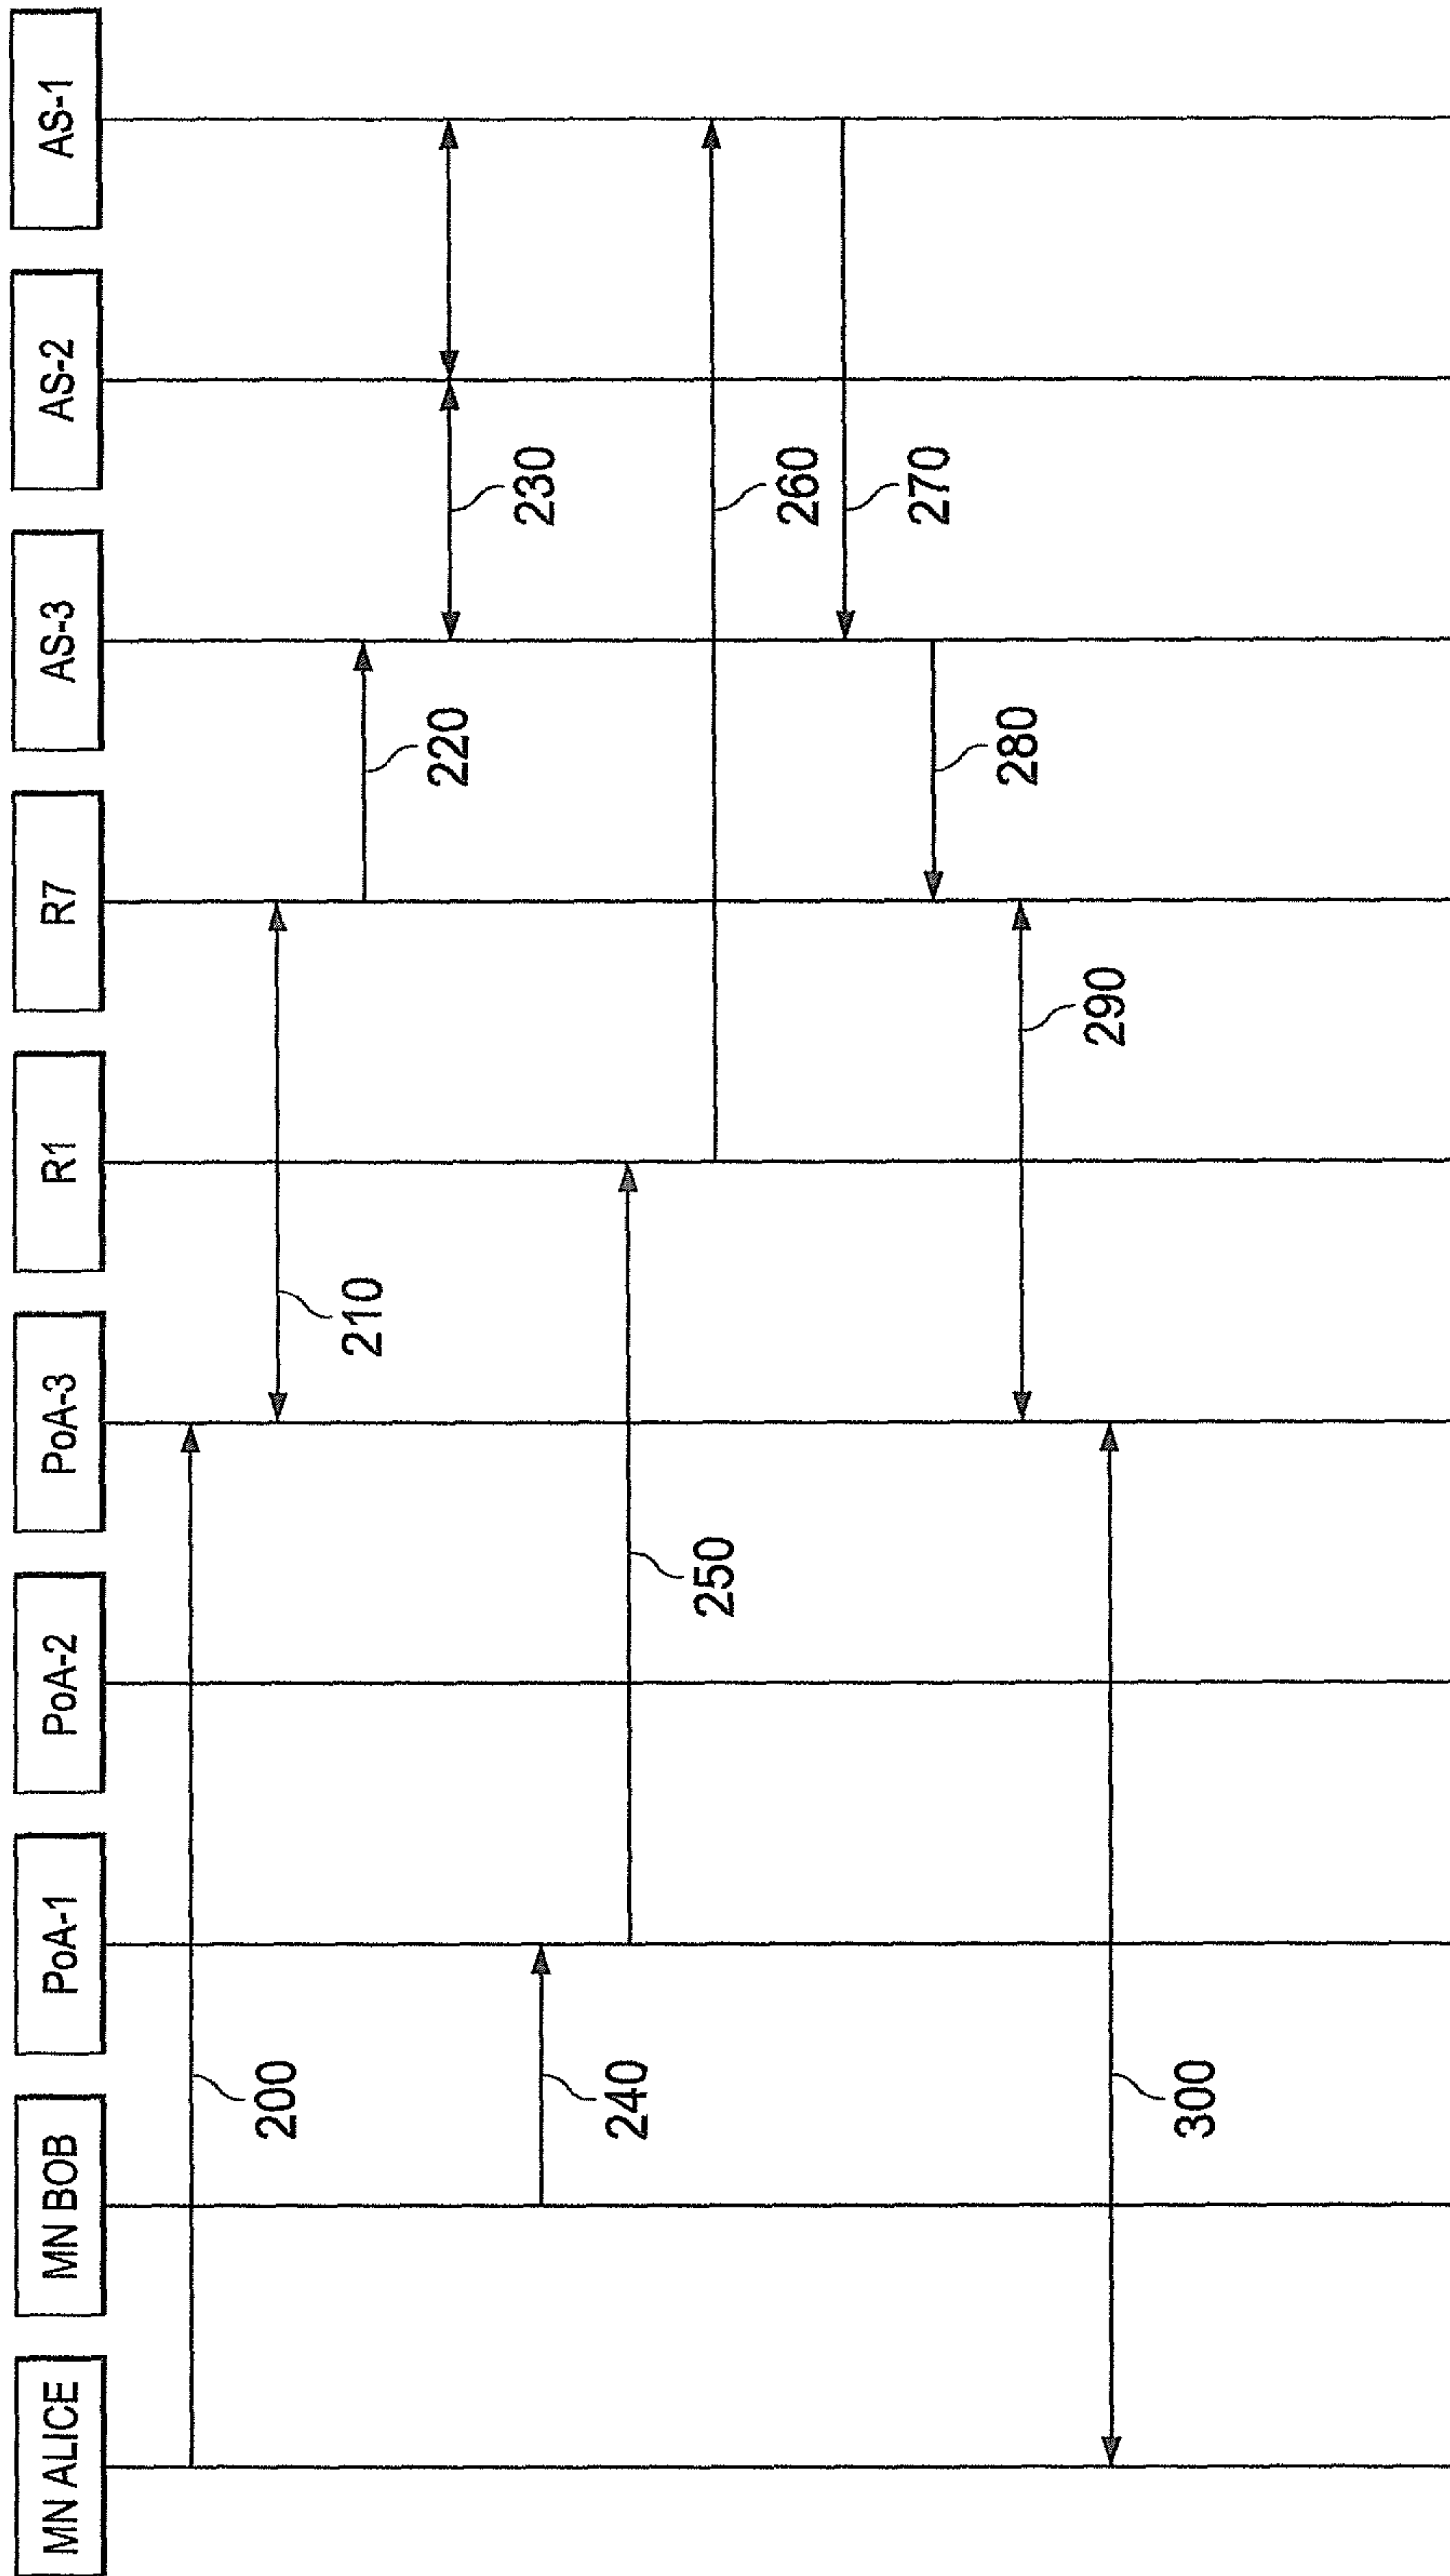 MN ALICE
MN BOB
PoA-1
PoA-2
PoA-3
R1
R7
AS-3
AS-2
AS-1
200
210
220
230
240
250
260
270
280
290
300